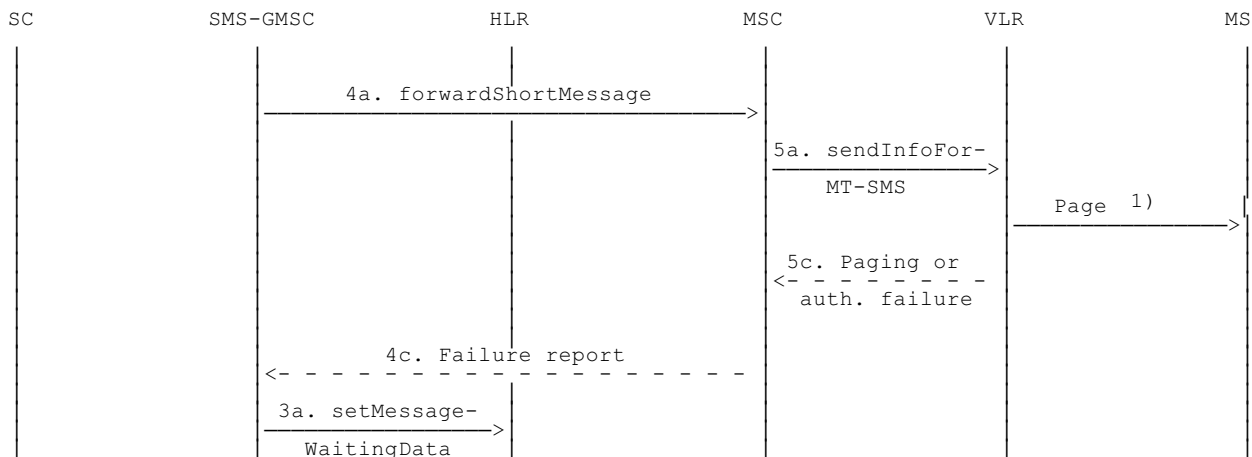 SC SMS-GMSC HLR MSC VLR MS
4a. forwardShortMessage
5a. sendInfoFor-
MT-SMS
Page 1)
5c. Paging or
auth. failure
4c. Failure report
3a. setMessage-
WaitingData